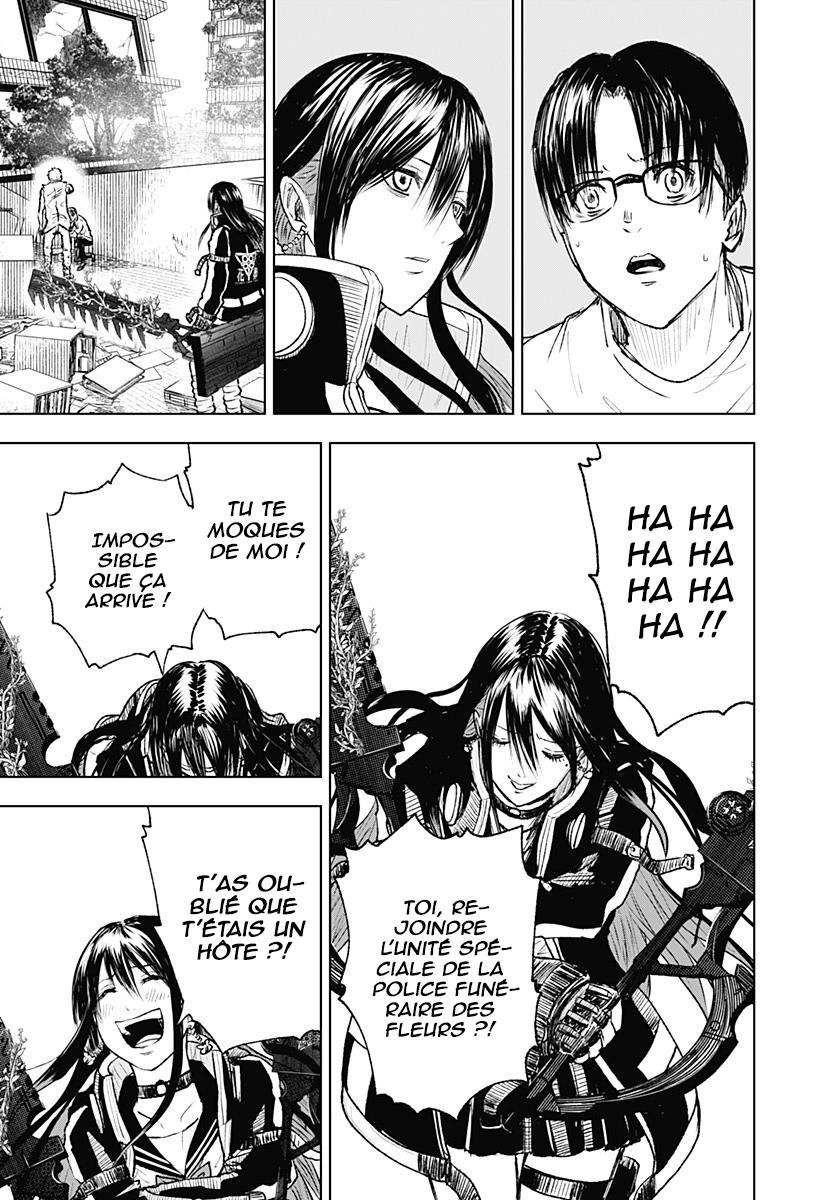 HA HA
HA HA
HA HA
HA !!
TOI, RE-
JOINDRE
L'UNITÉ SPÉ-
CIALE DE LA
POLICE FUNÉ-
RAIRE DES
FLEURS ?!
TU TE
MOQUES
DE MOI !
IMPOS-
SIBLE
QUE ÇA
ARRIVE !
T'AS OU-
BLIÉ QUE
T'ÉTAIS UN
HÔTE ?!